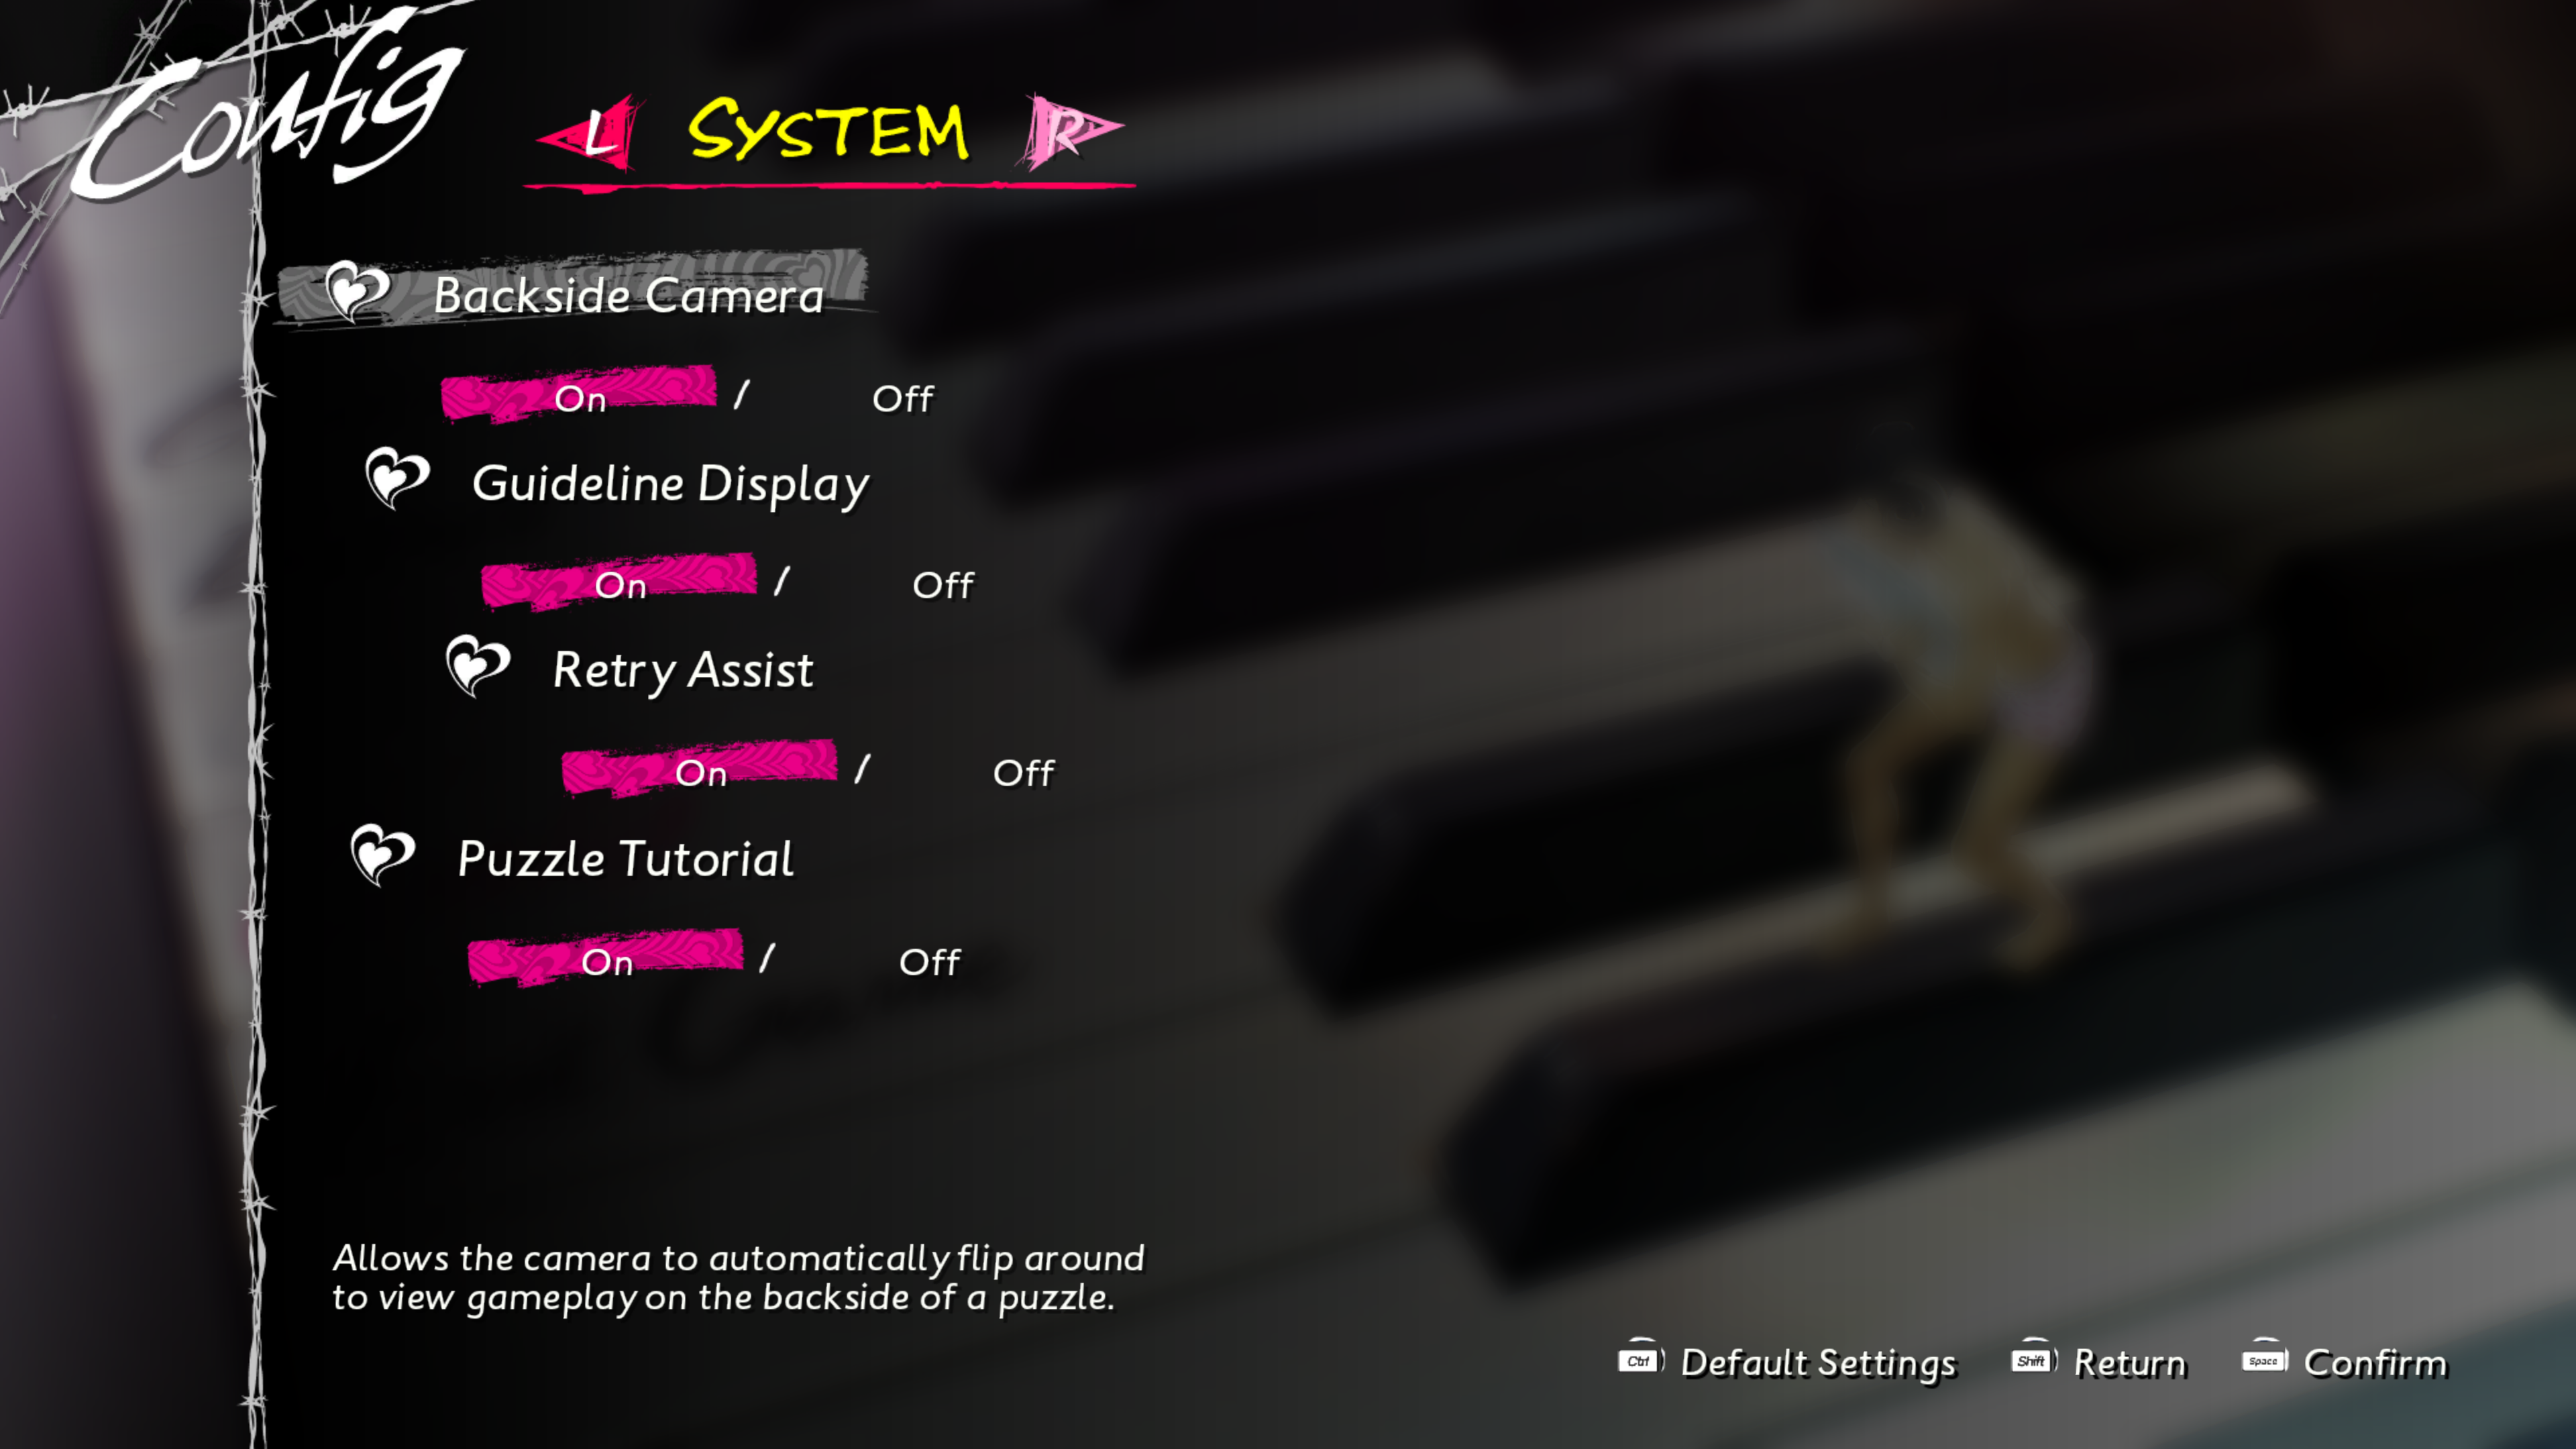 Config
L SYSTEM R
Backside Camera
On / Off
Guideline Display
On / Off
Retry Assist
On / Off
Puzzle Tutorial
On / Off
Allows the camera to automatically flip around
to view gameplay on the backside of a puzzle.
Ctrl Default Settings Shift Return Space Confirm